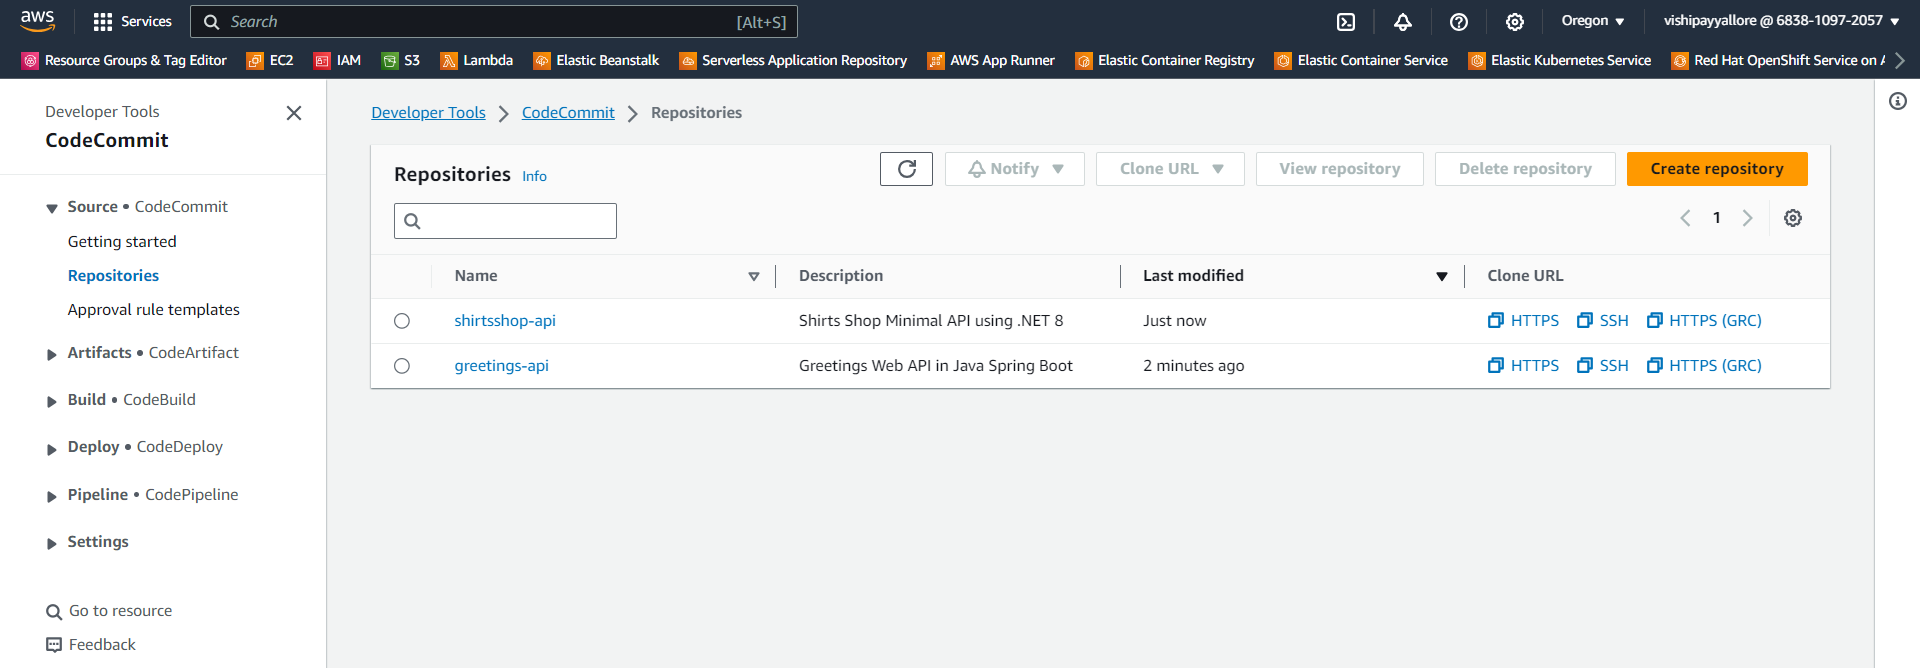 aws Services Search [Alt+S] Oregon vishipayyallore @ 6838-1097-2057
Resource Groups & Tag Editor EC2 IAM S3 Lambda Elastic Beanstalk Serverless Application Repository AWS App Runner Elastic Container Registry Elastic Container Service Elastic Kubernetes Service Red Hat OpenShift Service on A
Developer Tools
CodeCommit
Source • CodeCommit
Getting started
Repositories
Approval rule templates
Artifacts • CodeArtifact
Build • CodeBuild
Deploy • CodeDeploy
Pipeline • CodePipeline
Settings
Go to resource
Feedback
Developer Tools CodeCommit Repositories
Repositories Info Notify Clone URL View repository Delete repository Create repository
1
Name Description Last modified Clone URL
shirtsshop-api Shirts Shop Minimal API using .NET 8 Just now HTTPS SSH HTTPS (GRC)
greetings-api Greetings Web API in Java Spring Boot 2 minutes ago HTTPS SSH HTTPS (GRC)